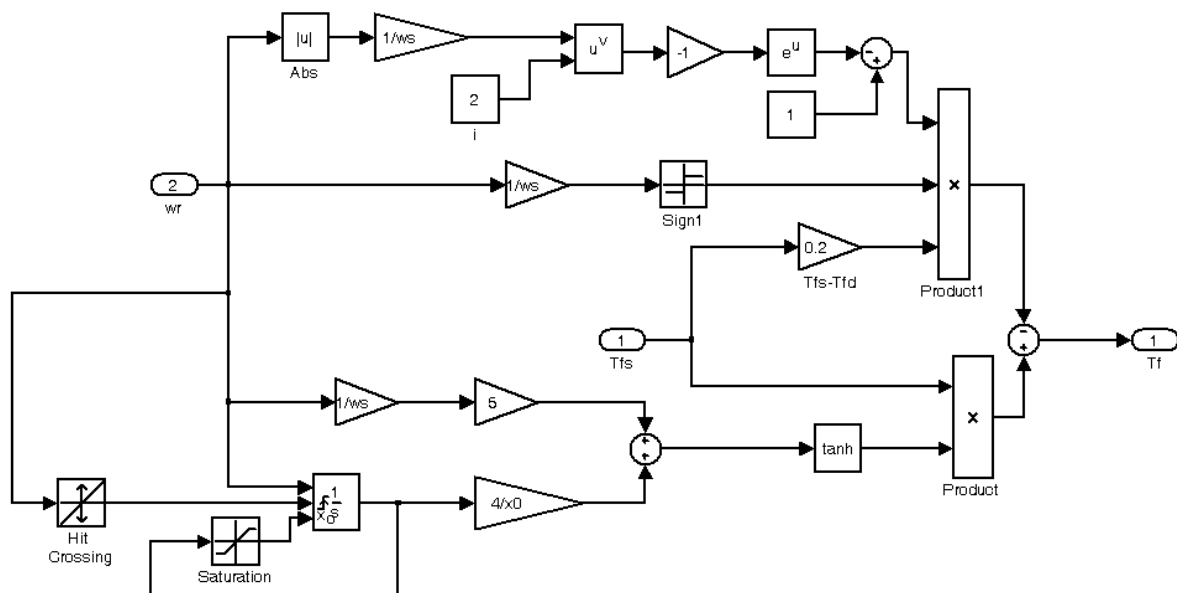 |u|
Abs
1/ws
u^v
2
i
-1
e^u
-
+
1
2
wr
1/ws
Sign1
×
Product1
0.2
Tfs-Tfd
1
Tfs
-
+
1
Tf
1/ws
5
+
+
tanh
×
Product
Hit
Crossing
1
s
x0
4/x0
Saturation